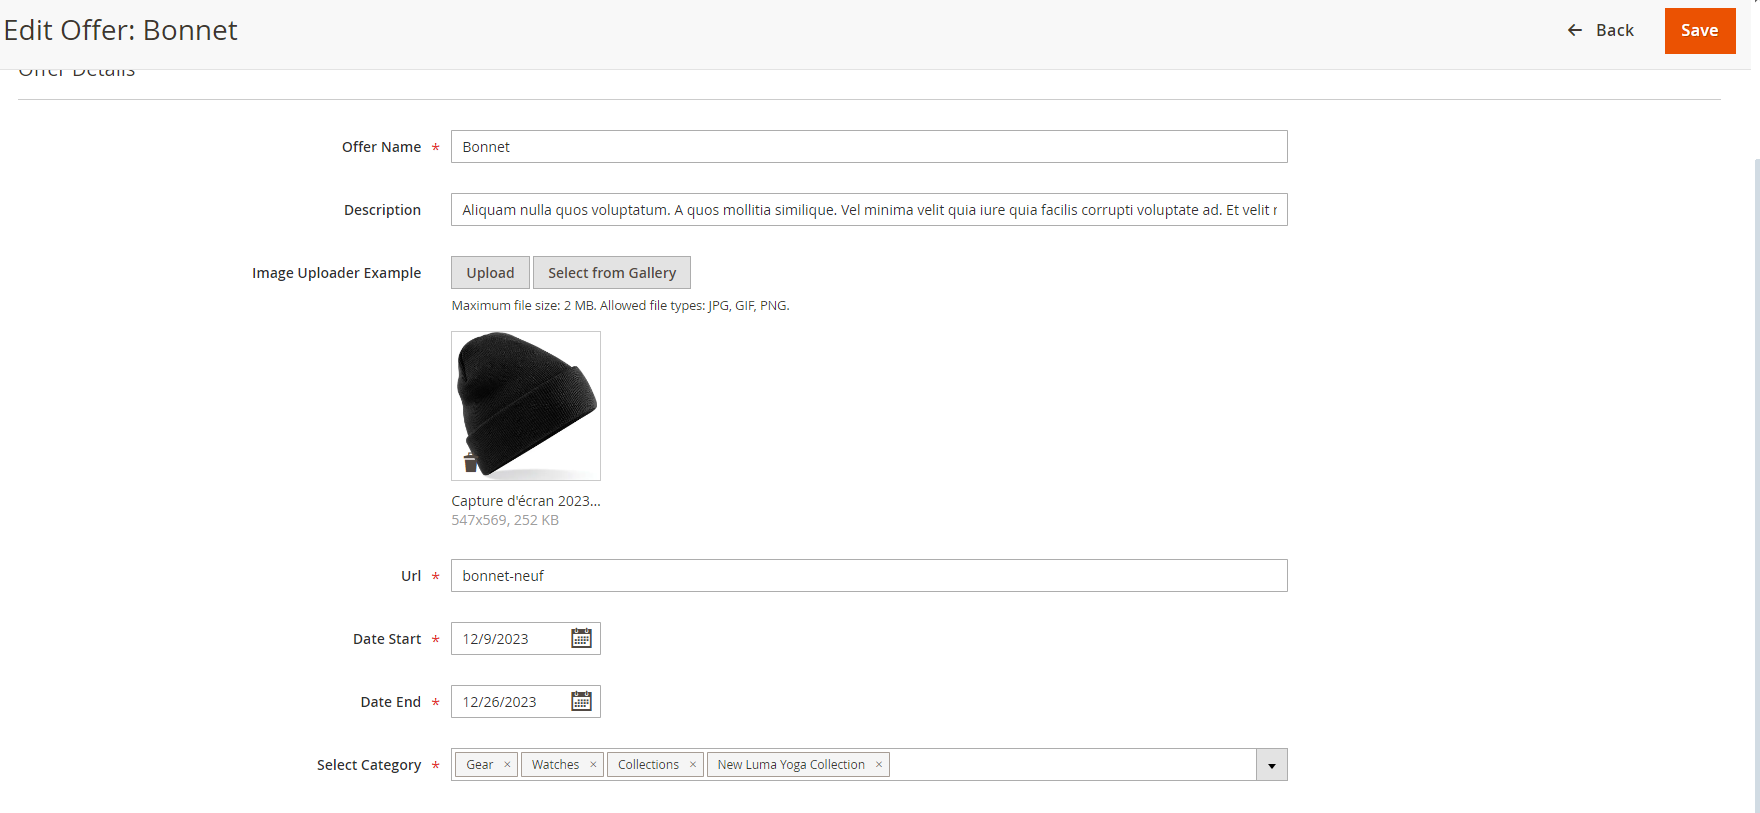 Edit Offer: Bonnet
Back
Save
Offer Details
Offer Name *
Bonnet
Description
Aliquam nulla quos voluptatum. A quos mollitia similique. Vel minima velit quia iure quia facilis corrupti voluptate ad. Et velit
Image Uploader Example
Upload
Select from Gallery
Maximum file size: 2 MB. Allowed file types: JPG, GIF, PNG.
Capture d'écran 2023...
547x569, 252 KB
Url *
bonnet-neuf
Date Start *
12/9/2023
Date End *
12/26/2023
Select Category *
Gear ×
Watches ×
Collections ×
New Luma Yoga Collection ×